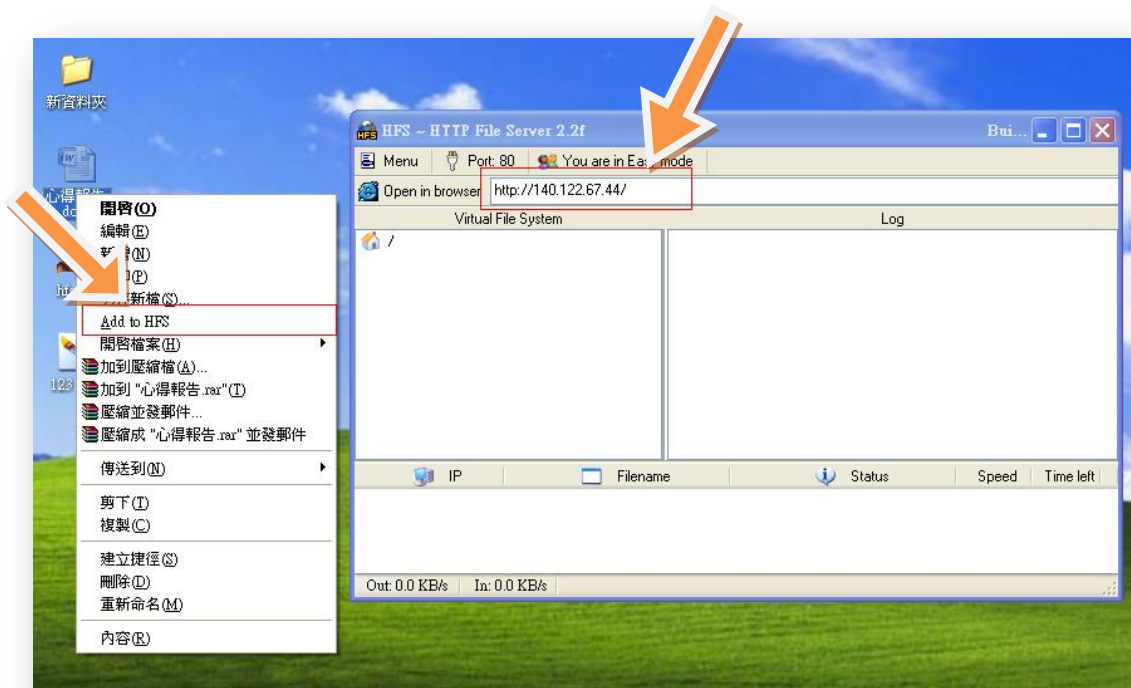 新資料夾
心得報告
HFS ~ HTTP File Server 2.2f
Bui...
Menu
Port: 80
You are in Easy mode
Open in browser
http://140.122.67.44/
Virtual File System
Log
/
開啓(O)
編輯(E)
(N)
(P)
新檔(S)...
Add to HFS
開啓檔案(H)
加到壓縮檔(A)...
加到 "心得報告.rar"(T)
壓縮並發郵件...
壓縮成 "心得報告.rar" 並發郵件
傳送到(N)
剪下(T)
複製(C)
建立捷徑(S)
刪除(D)
重新命名(M)
內容(R)
123
IP
Filename
Status
Speed
Time left
Out: 0.0 KB/s
In: 0.0 KB/s